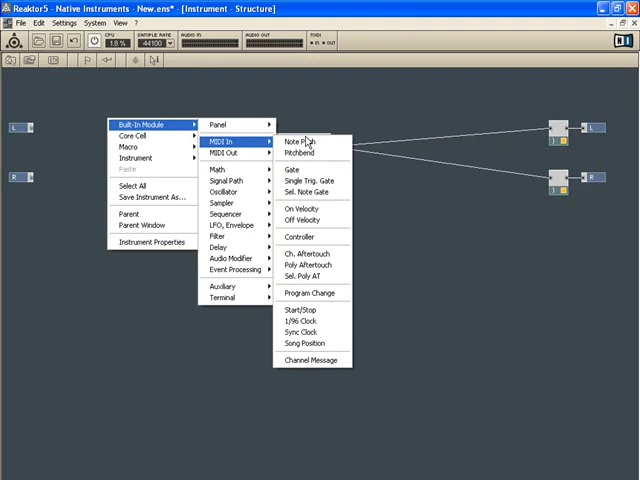 Reaktor5 - Native Instruments - New.ens* - [Instrument - Structure]
File Edit Settings System View ?
CPU SAMPLE RATE AUDIO IN AUDIO OUT MIDI
1.8 % 44100 IN OUT
L
R
L
R
Built-In Module
Core Cell
Macro
Instrument
Paste
Select All
Save Instrument As...
Parent
Parent Window
Instrument Properties
Panel
MIDI In
MIDI Out
Math
Signal Path
Oscillator
Sampler
Sequencer
LFO, Envelope
Filter
Delay
Audio Modifier
Event Processing
Auxiliary
Terminal
Note
Pitchbend
Gate
Single Trig. Gate
Sel. Note Gate
On Velocity
Off Velocity
Controller
Ch. Aftertouch
Poly Aftertouch
Sel. Poly AT
Program Change
Start/Stop
1/96 Clock
Sync Clock
Song Position
Channel Message